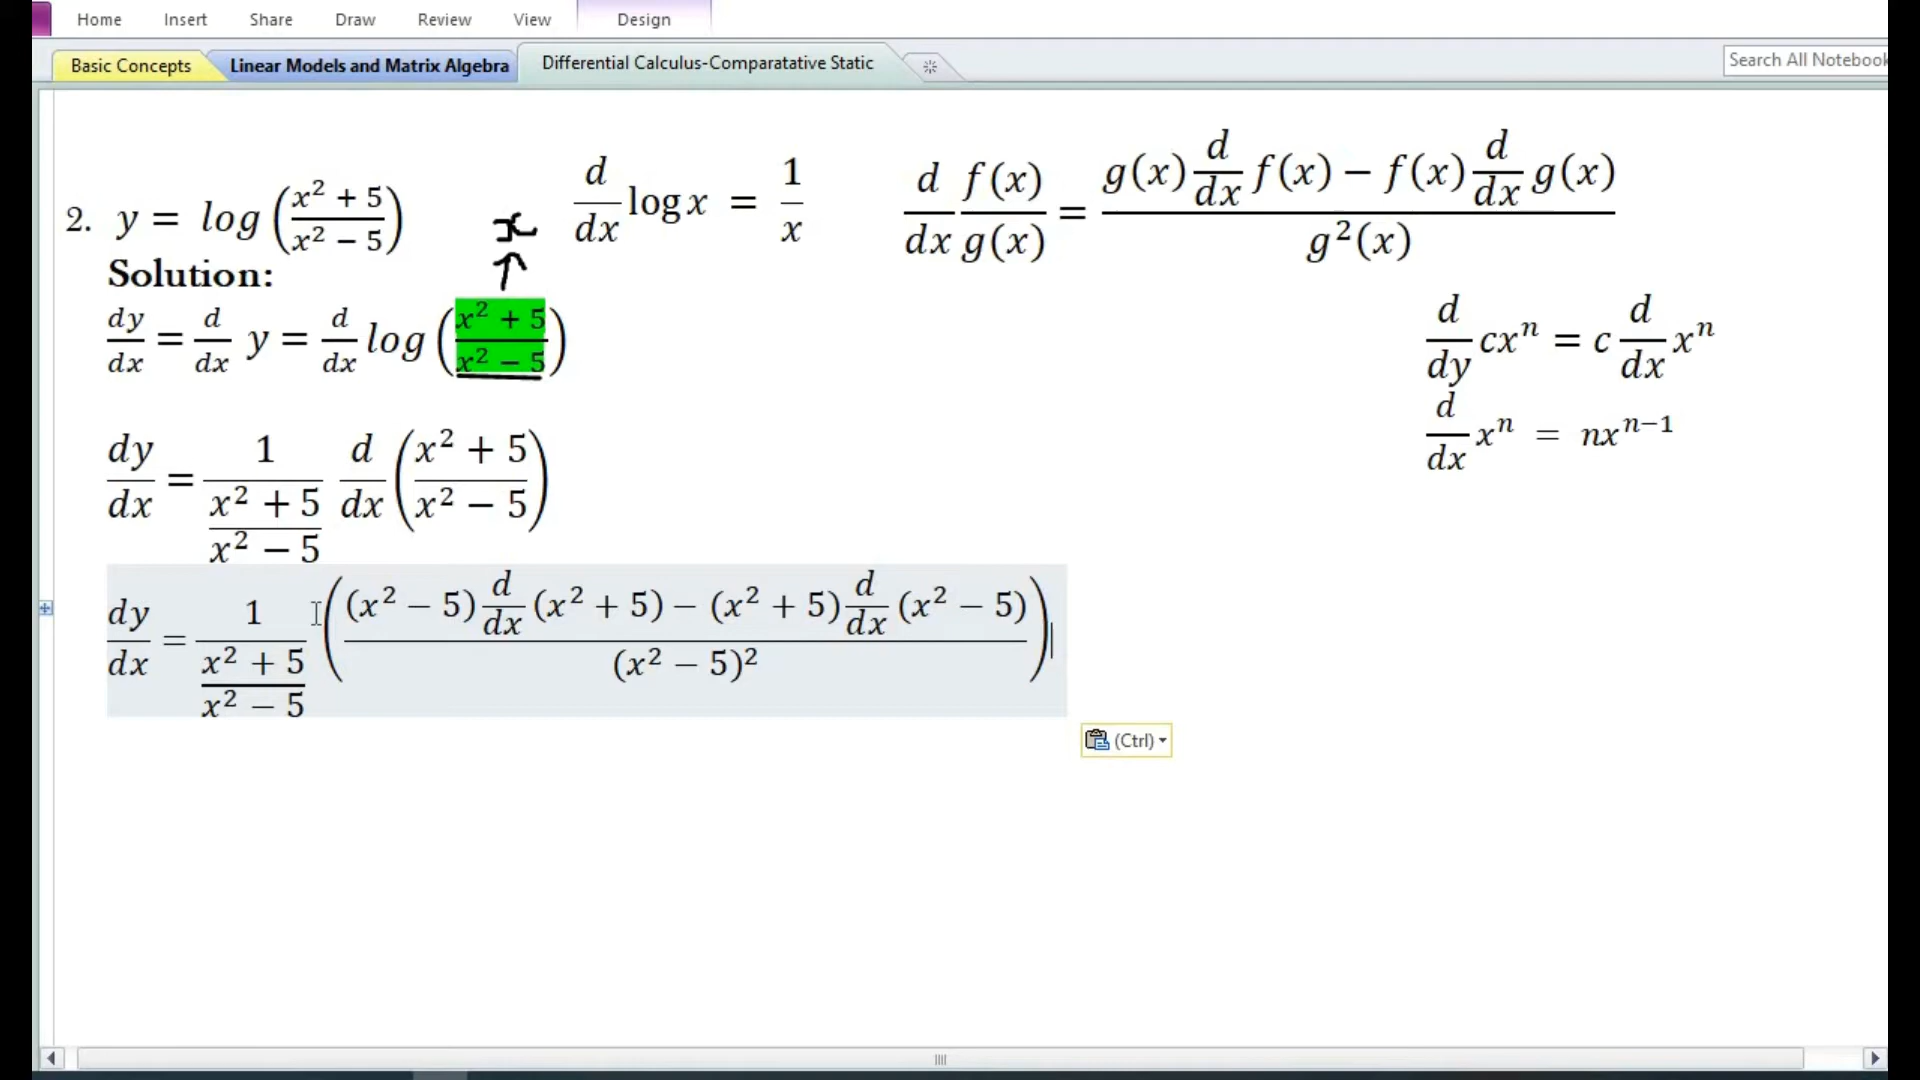 Home Insert Share Draw Review View Design
Basic Concepts Linear Models and Matrix Algebra Differential Calculus-Comparatative Static Search All Notebook
2. y = log ((x² + 5)/(x² − 5))
d/dx log x = 1/x
d/dx f(x)/g(x) = (g(x) d/dx f(x) − f(x) d/dx g(x))/g²(x)
Solution:
x
↑
dy/dx = d/dx y = d/dx log ((x² + 5)/(x² − 5))
d/dy cxⁿ = c d/dx xⁿ
d/dx xⁿ = nxⁿ⁻¹
dy/dx = 1/((x² + 5)/(x² − 5)) d/dx ((x² + 5)/(x² − 5))
dy/dx = 1/((x² + 5)/(x² − 5)) (((x² − 5) d/dx (x² + 5) − (x² + 5) d/dx (x² − 5))/(x² − 5)²)
(Ctrl)